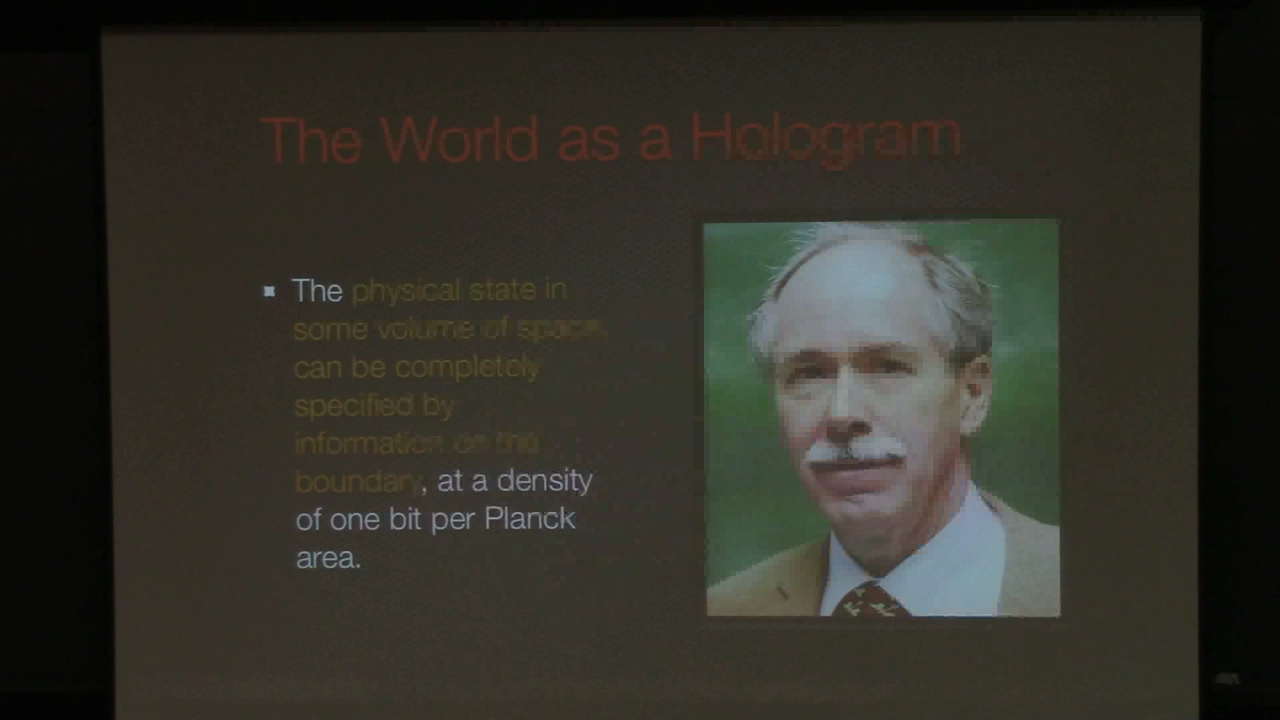 The World as a Hologram
The physical state in
some volume of space,
can be completely
specified by
information on the
boundary, at a density
of one bit per Planck
area.